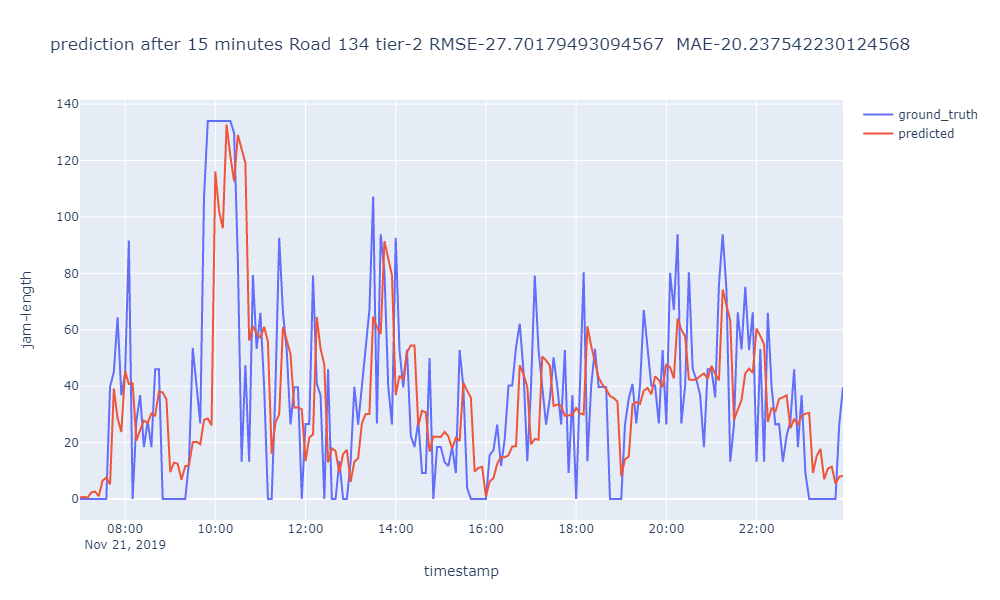 prediction after 15 minutes Road 134 tier-2 RMSE-27.70179493094567  MAE-20.237542230124568
ground_truth
predicted
140
120
100
80
60
40
20
0
jam-length
08:00 10:00 12:00 14:00 16:00 18:00 20:00 22:00
Nov 21, 2019
timestamp